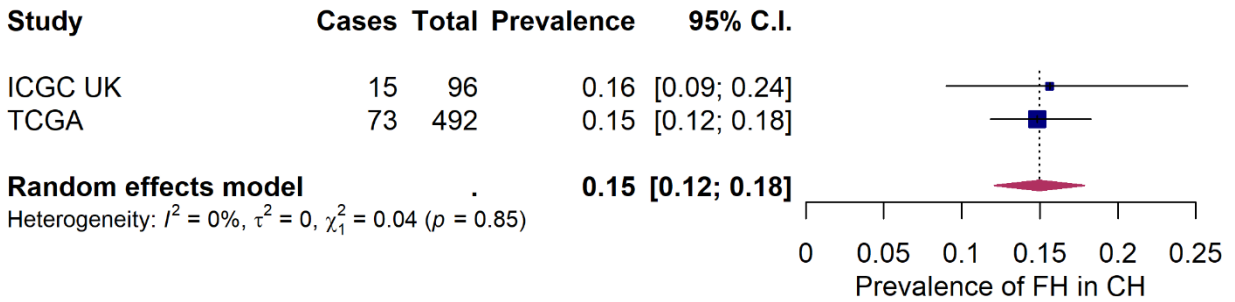 Study Cases Total Prevalence 95% C.I.
ICGC UK 15 96 0.16 [0.09; 0.24]
TCGA 73 492 0.15 [0.12; 0.18]
Random effects model . 0.15 [0.12; 0.18]
Heterogeneity: I² = 0%, τ² = 0, χ²₁ = 0.04 (p = 0.85)
0 0.05 0.1 0.15 0.2 0.25
Prevalence of FH in CH